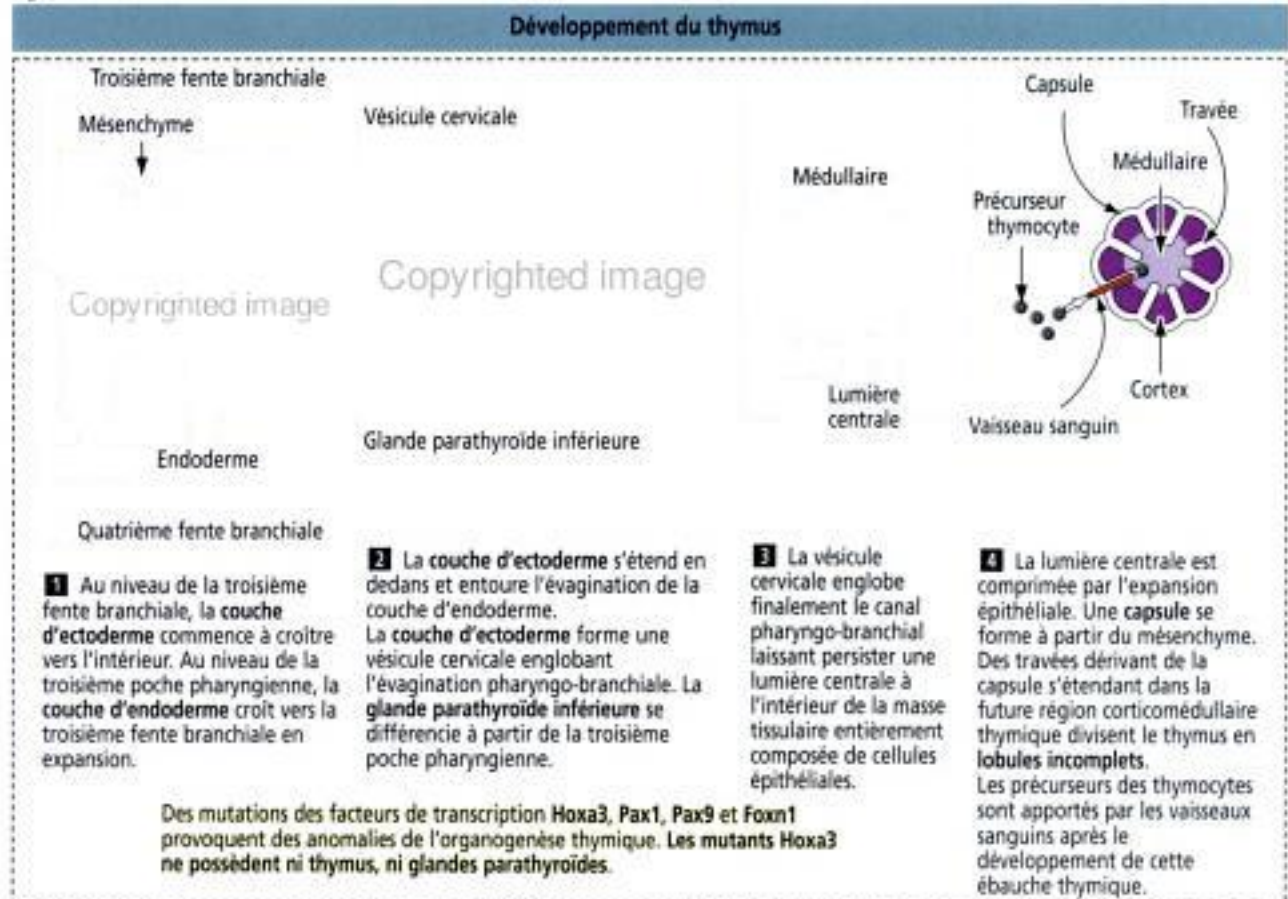 Développement du thymus
Troisième fente branchiale
Mésenchyme
Copyrighted image
Endoderme
Quatrième fente branchiale
1 Au niveau de la troisième
fente branchiale, la couche
d'ectoderme commence à croître
vers l'intérieur. Au niveau de la
troisième poche pharyngienne, la
couche d'endoderme croît vers la
troisième fente branchiale en
expansion.
Vésicule cervicale
Copyrighted image
Glande parathyroïde inférieure
2 La couche d'ectoderme s'étend en
dedans et entoure l'évagination de la
couche d'endoderme.
La couche d'ectoderme forme une
vésicule cervicale englobant
l'évagination pharyngo-branchiale. La
glande parathyroïde inférieure se
différencie à partir de la troisième
poche pharyngienne.
Médullaire
Lumière
centrale
3 La vésicule
cervicale englobe
finalement le canal
pharyngo-branchial
laissant persister une
lumière centrale à
l'intérieur de la masse
tissulaire entièrement
composée de cellules
épithéliales.
Capsule
Travée
Médullaire
Précurseur
thymocyte
Cortex
Vaisseau sanguin
4 La lumière centrale est
comprimée par l'expansion
épithéliale. Une capsule se
forme à partir du mésenchyme.
Des travées dérivant de la
capsule s'étendant dans la
future région corticomédullaire
thymique divisent le thymus en
lobules incomplets.
Les précurseurs des thymocytes
sont apportés par les vaisseaux
sanguins après le
développement de cette
ébauche thymique.
Des mutations des facteurs de transcription Hoxa3, Pax1, Pax9 et Foxn1
provoquent des anomalies de l'organogenèse thymique. Les mutants Hoxa3
ne possèdent ni thymus, ni glandes parathyroïdes.